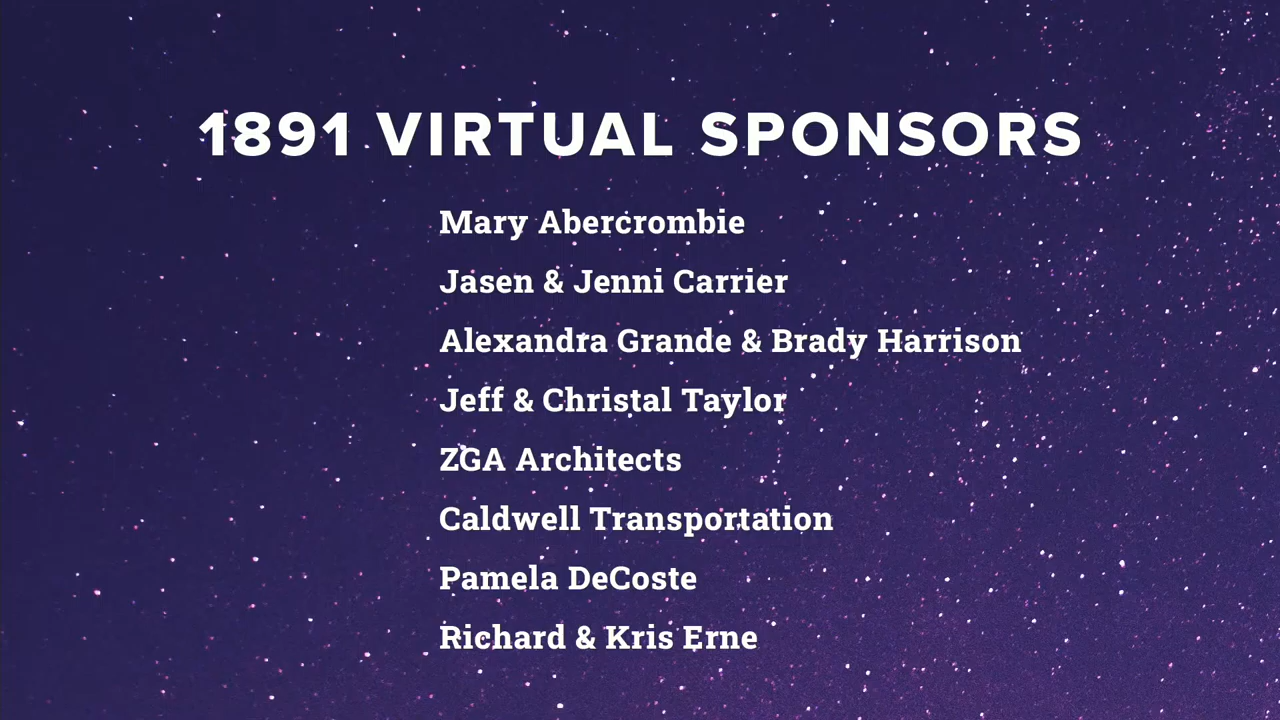 1891 VIRTUAL SPONSORS
Mary Abercrombie
Jasen & Jenni Carrier
Alexandra Grande & Brady Harrison
Jeff & Christal Taylor
ZGA Architects
Caldwell Transportation
Pamela DeCoste
Richard & Kris Erne